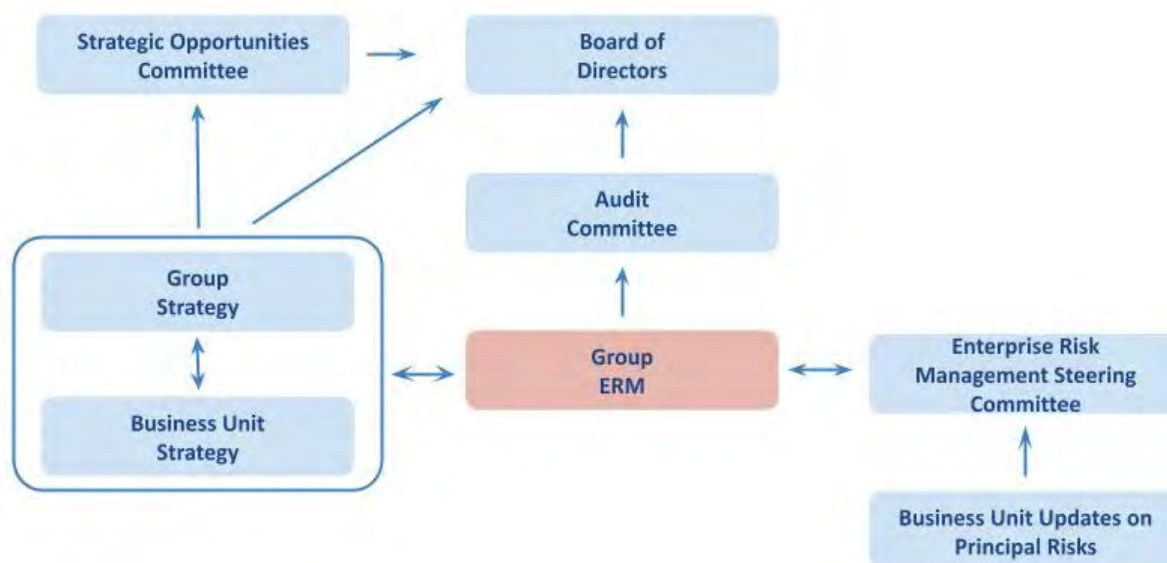 Strategic Opportunities
Committee
Board of
Directors
Audit
Committee
Group
Strategy
Business Unit
Strategy
Group
ERM
Enterprise Risk
Management Steering
Committee
Business Unit Updates on
Principal Risks